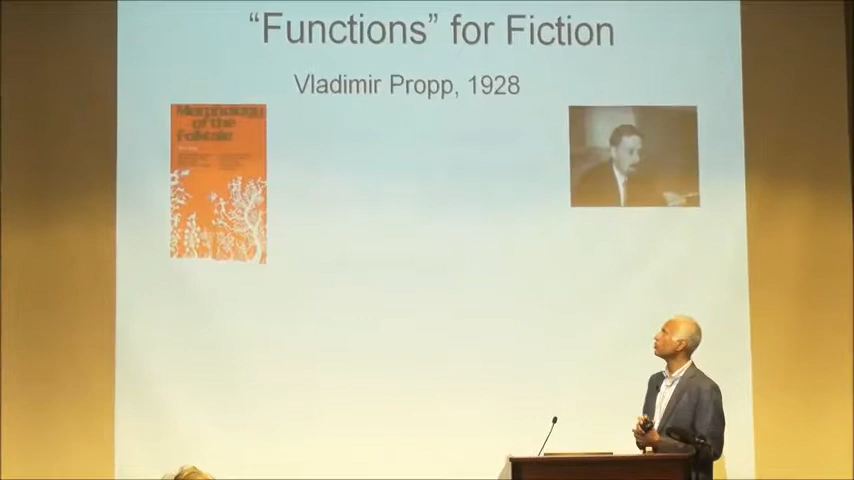 “Functions” for Fiction
Vladimir Propp, 1928
Morphology
of the
Folktale